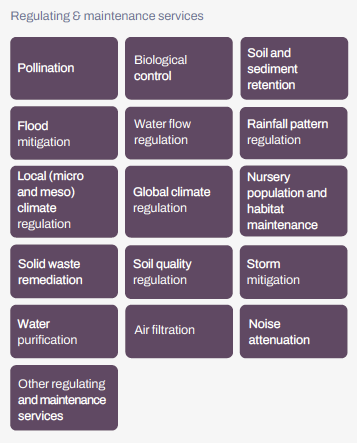 Regulating & maintenance services
Pollination
Biological
control
Soil and
sediment
retention
Flood
mitigation
Water flow
regulation
Rainfall pattern
regulation
Local (micro
and meso)
climate
regulation
Global climate
regulation
Nursery
population and
habitat
maintenance
Solid waste
remediation
Soil quality
regulation
Storm
mitigation
Water
purification
Air filtration
Noise
attenuation
Other regulating
and maintenance
services